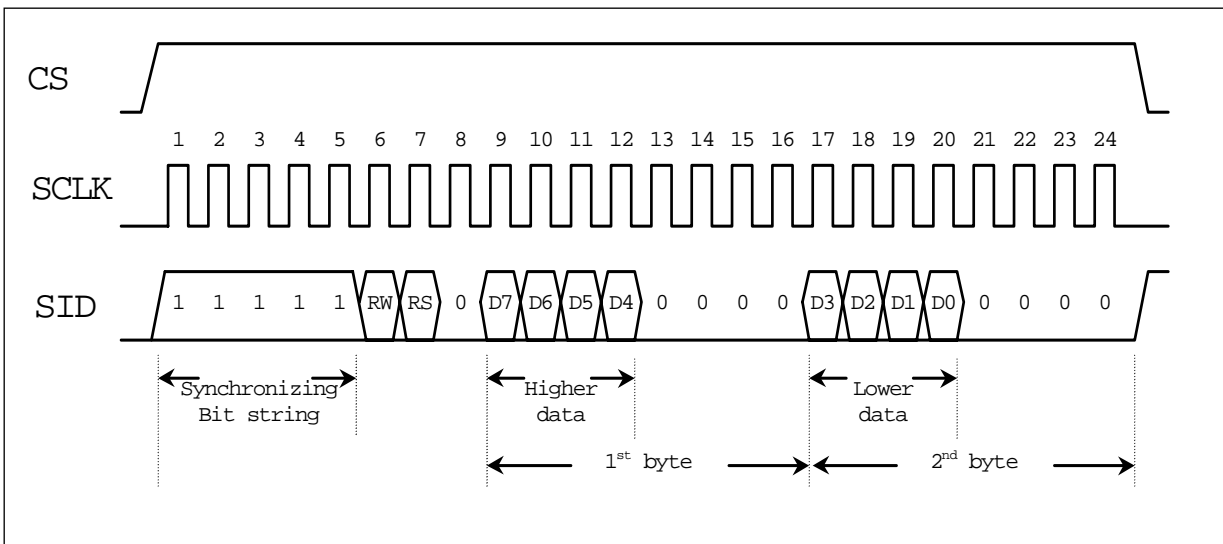 CS
1 2 3 4 5 6 7 8 9 10 11 12 13 14 15 16 17 18 19 20 21 22 23 24
SCLK
SID
1 1 1 1 1 RW RS 0 D7 D6 D5 D4 0 0 0 0 D3 D2 D1 D0 0 0 0 0
Synchronizing
Bit string
Higher
data
Lower
data
1st byte
2nd byte